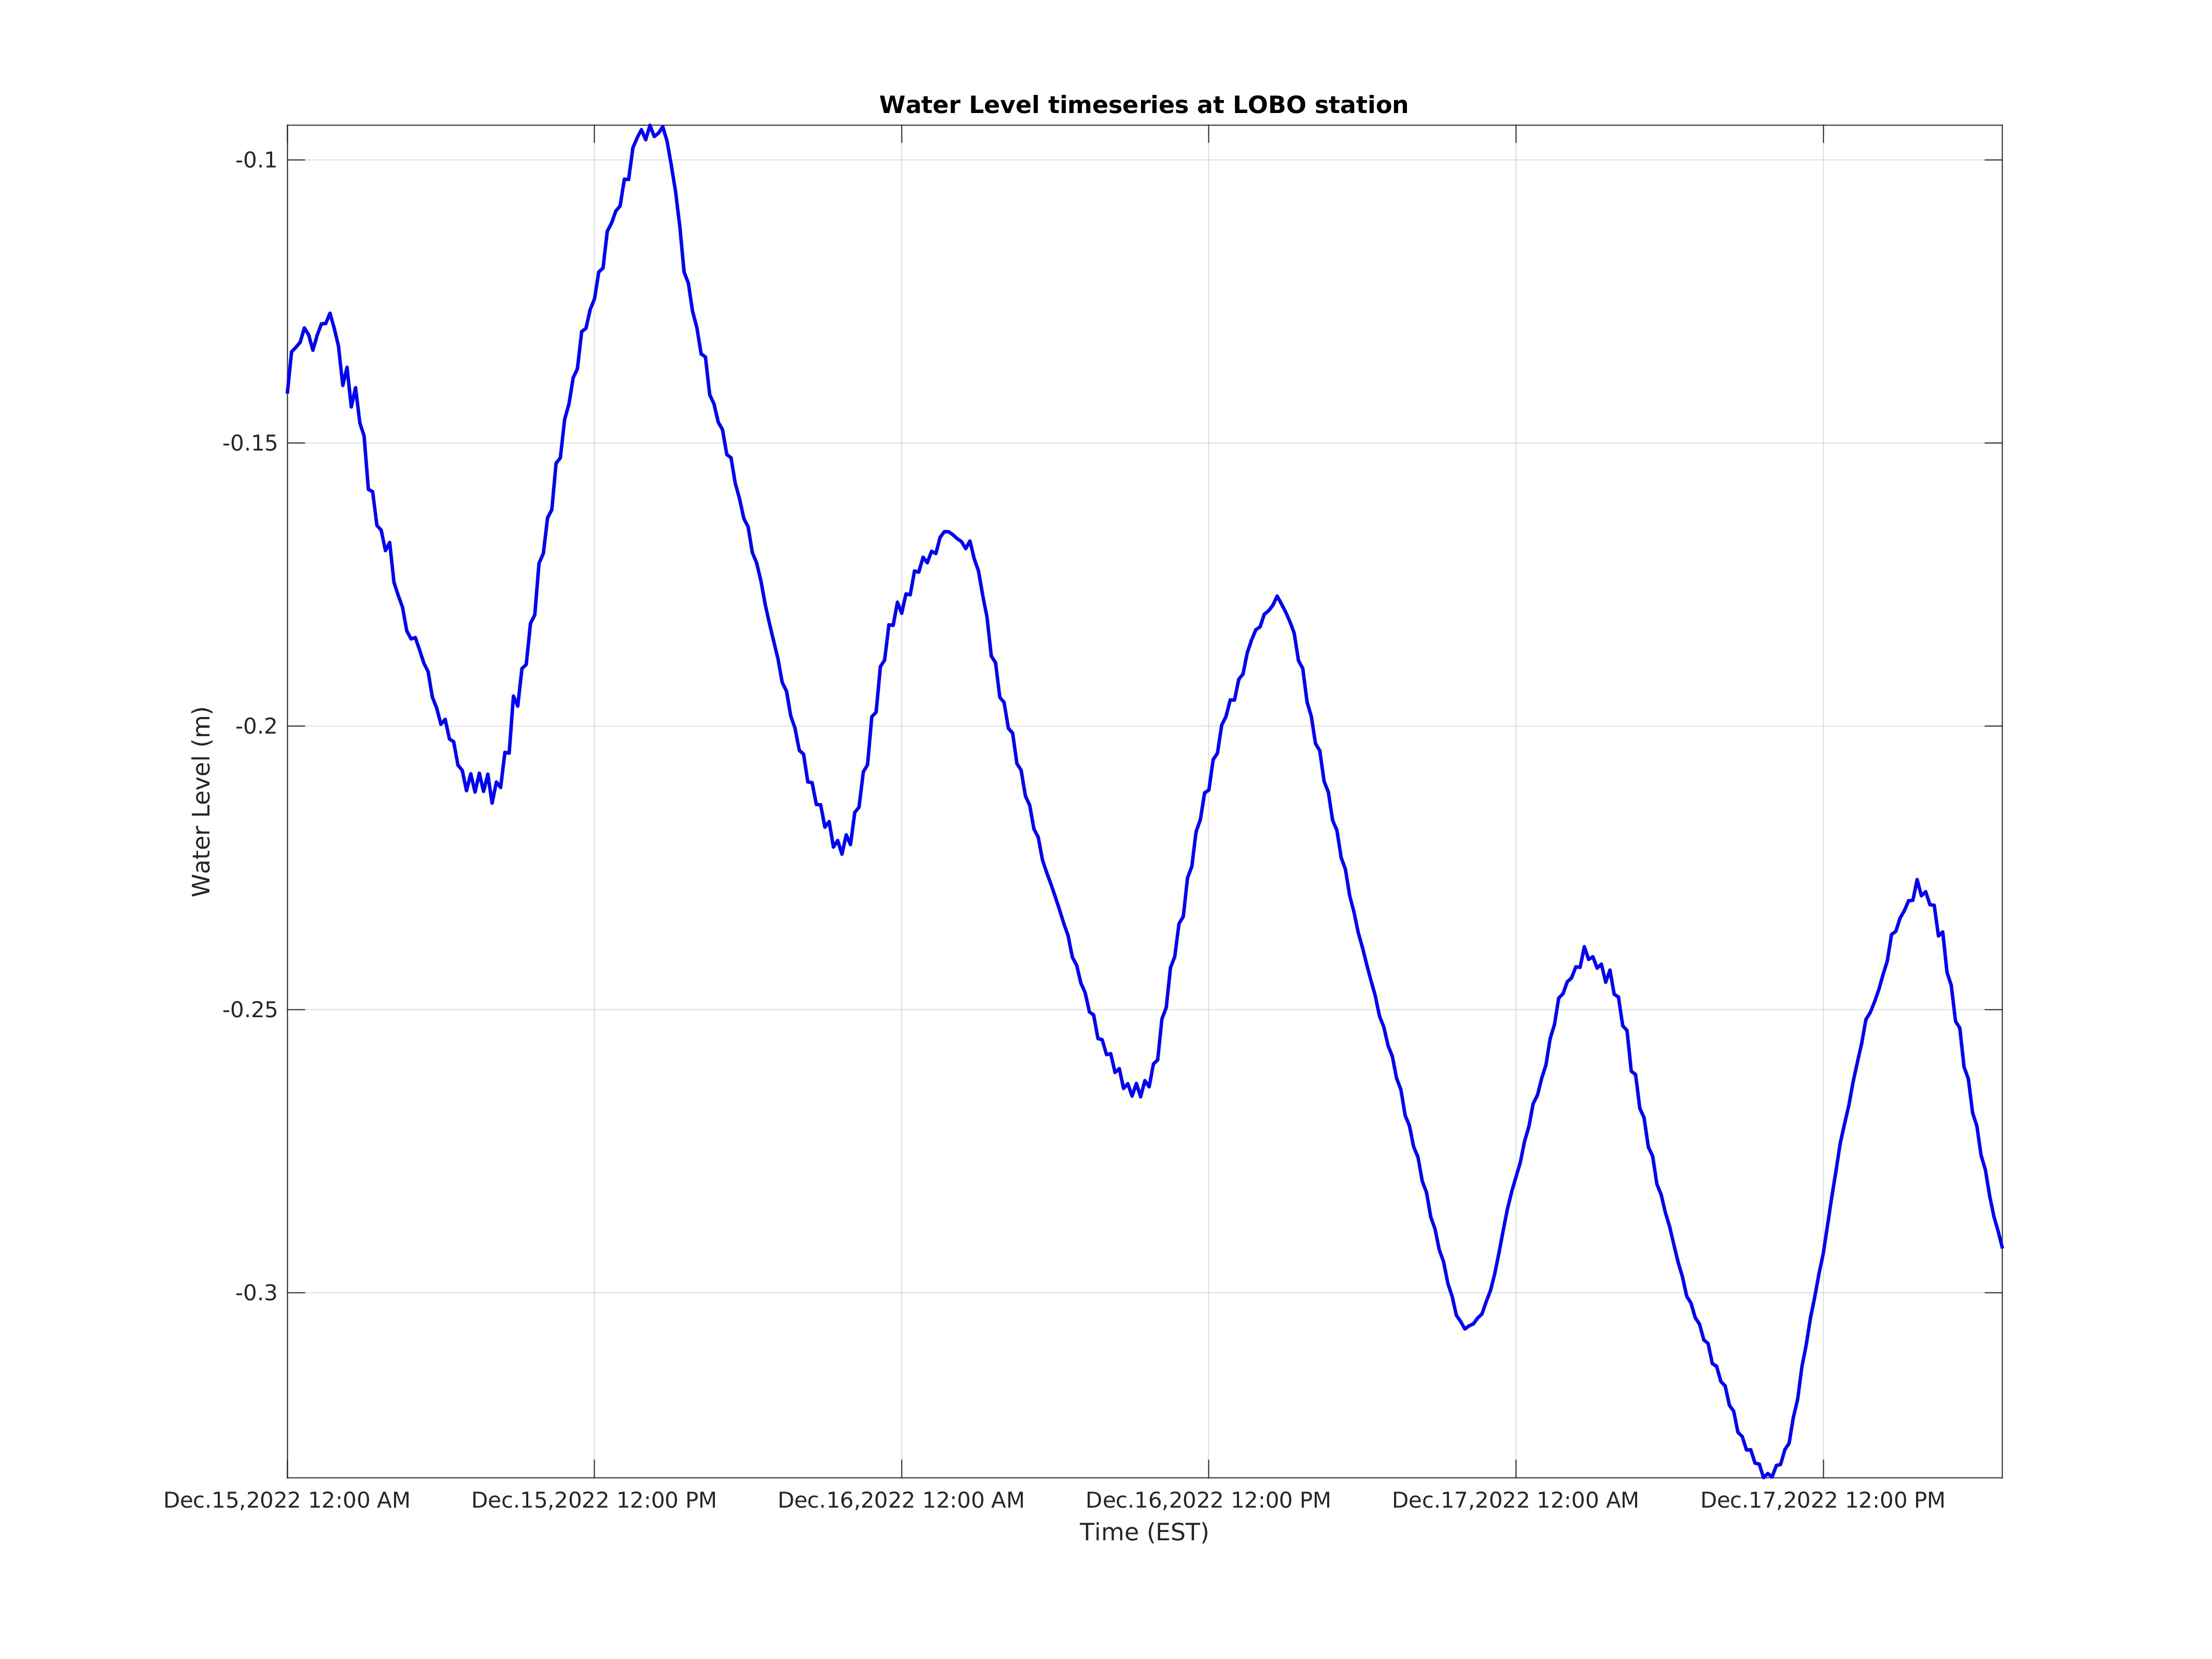 Water Level timeseries at LOBO station
-0.1
-0.15
-0.2
-0.25
-0.3
Water Level (m)
Dec.15,2022 12:00 AM
Dec.15,2022 12:00 PM
Dec.16,2022 12:00 AM
Dec.16,2022 12:00 PM
Dec.17,2022 12:00 AM
Dec.17,2022 12:00 PM
Time (EST)